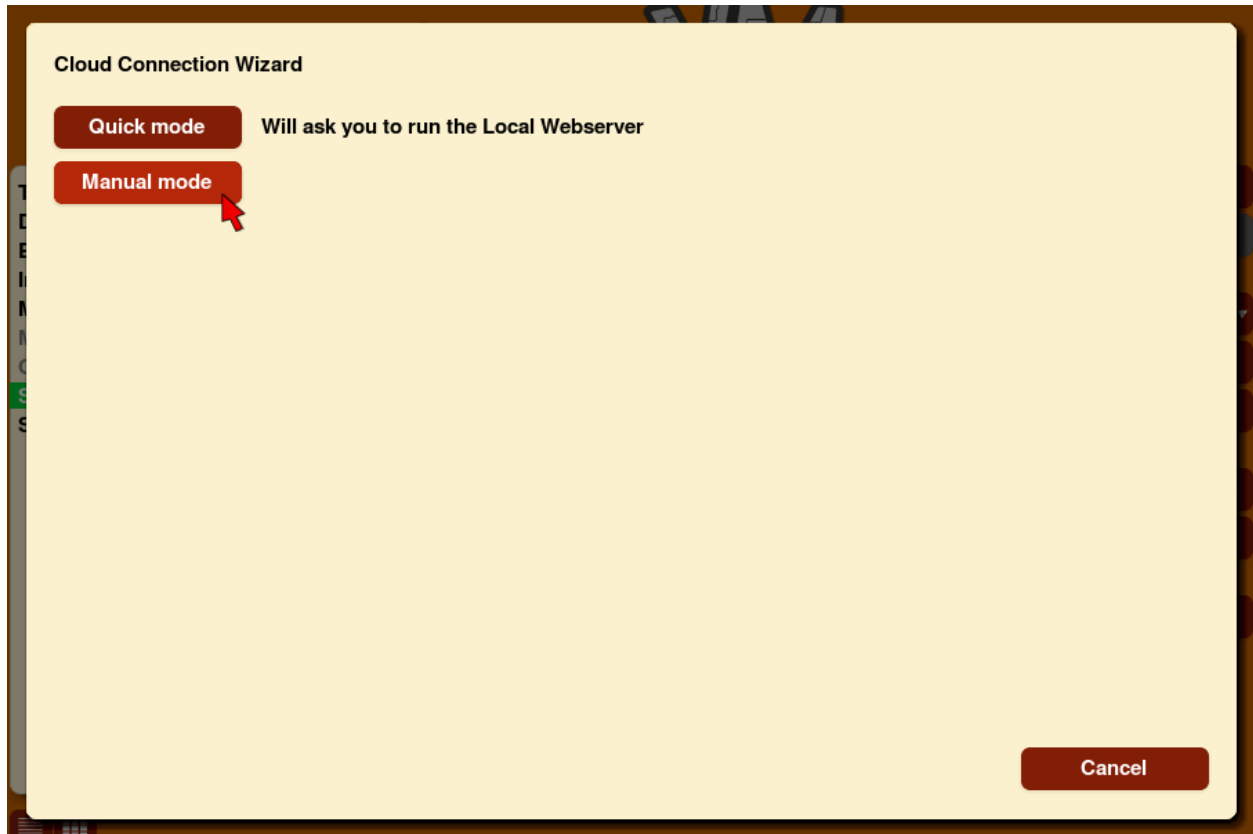 Cloud Connection Wizard
Quick mode Will ask you to run the Local Webserver
Manual mode
Cancel